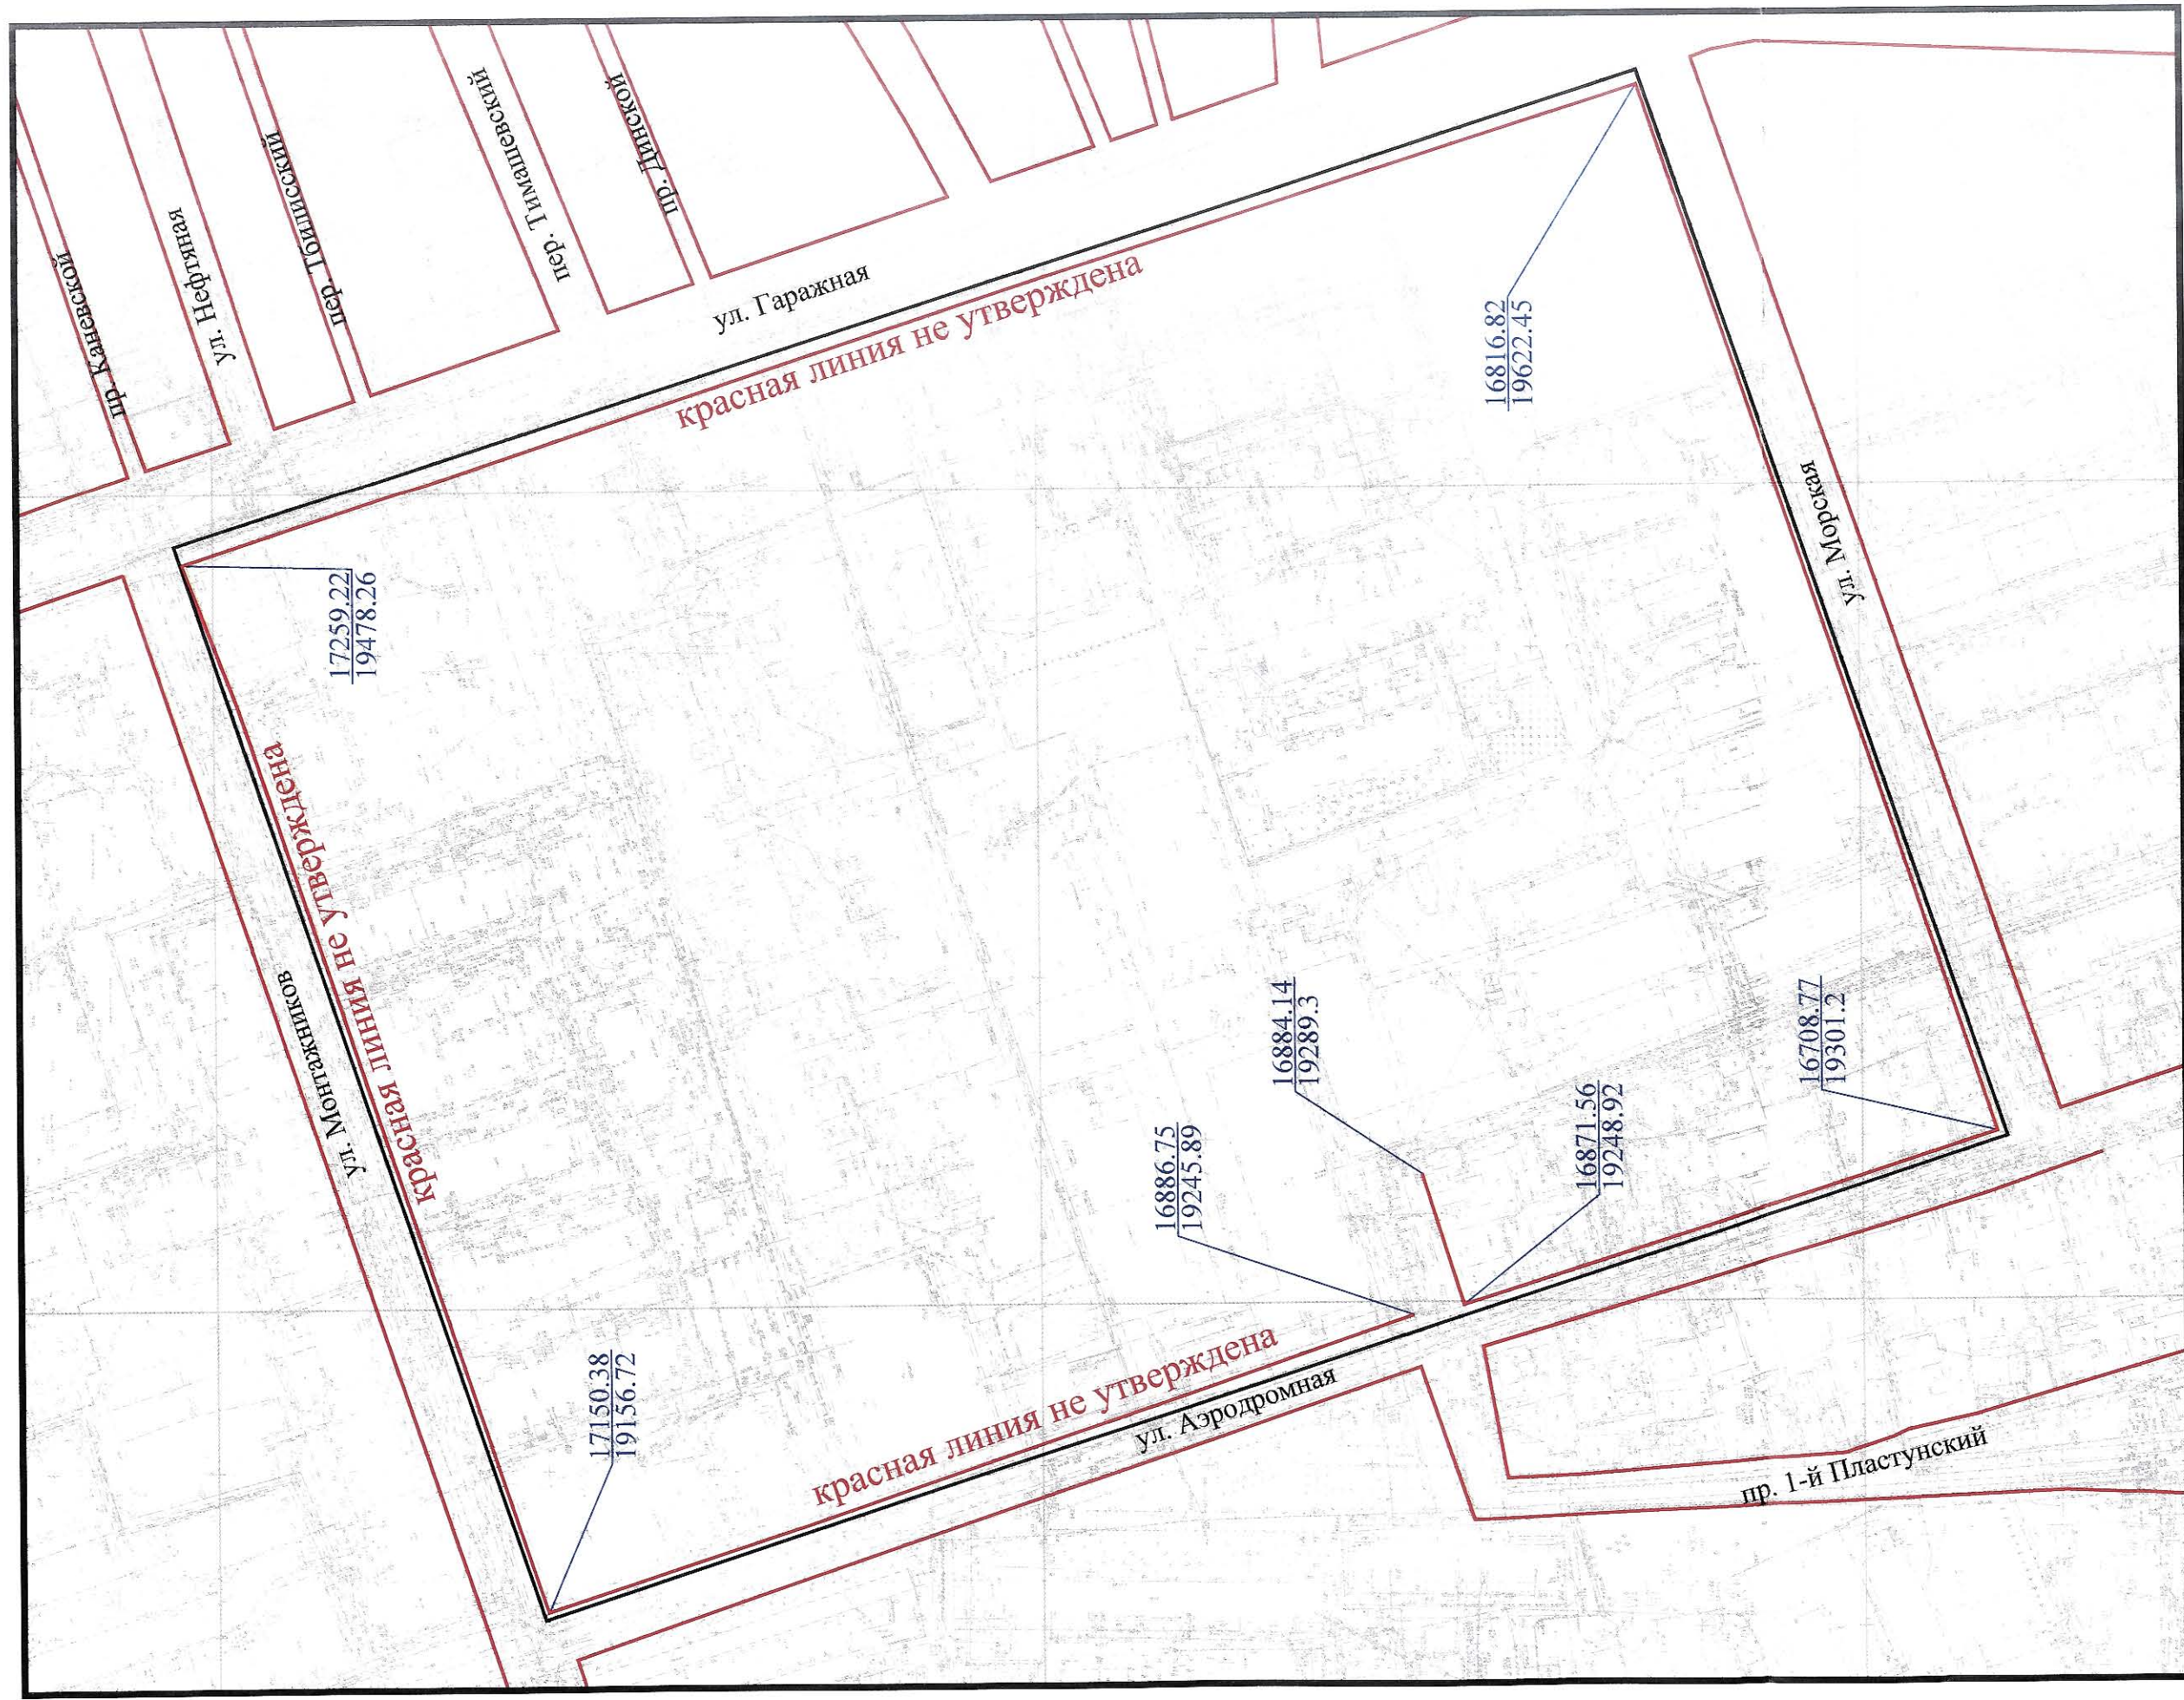 пр. Каневской
ул. Нефтяная
пер. Тбилисский
пер. Тимашевский
пр. Динской
ул. Гаражная
красная линия не утверждена
16816.82
19622.45
17259.22
19478.26
ул. Морская
красная линия не утверждена
ул. Монтажников
16884.14
19289.3
16708.77
19301.2
16871.56
19248.92
16886.75
19245.89
17150.38
19156.72
красная линия не утверждена
ул. Аэродромная
пр. 1-й Пластунский